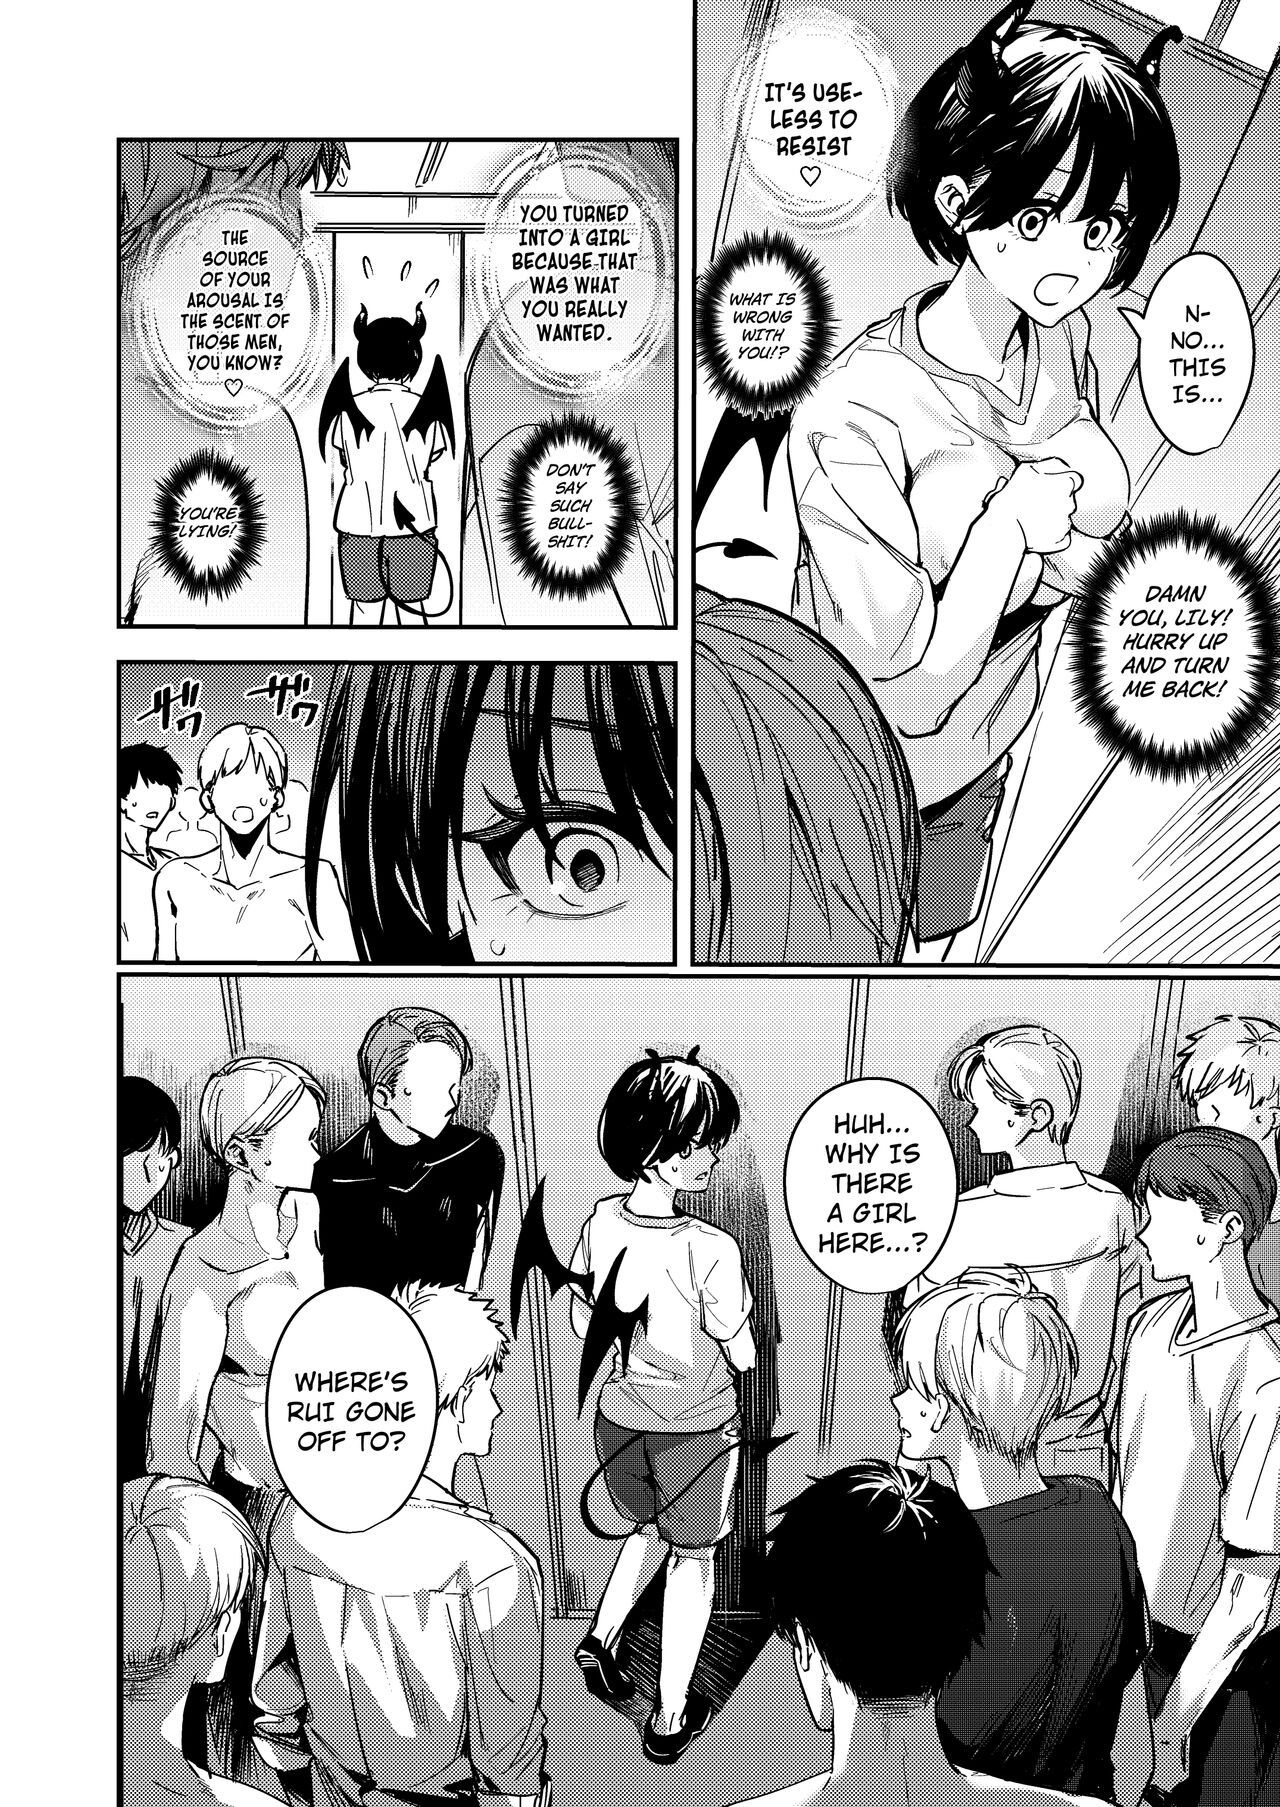 IT'S USE-
LESS TO
RESIST
♡
N-
NO...
THIS
IS...
WHAT IS
WRONG
WITH
YOU!?
DAMN
YOU, LILY!
HURRY UP
AND TURN
ME BACK!
YOU TURNED
INTO A GIRL
BECAUSE THAT
WAS WHAT
YOU REALLY
WANTED.
DON'T
SAY
SUCH
BULL-
SHIT!
THE
SOURCE
OF YOUR
AROUSAL IS
THE SCENT OF
THOSE MEN,
YOU KNOW?
♡
YOU'RE
LYING!
ザワ
ザワ
HUH...
WHY IS
THERE
A GIRL
HERE...?
WHERE'S
RUI GONE
OFF TO?